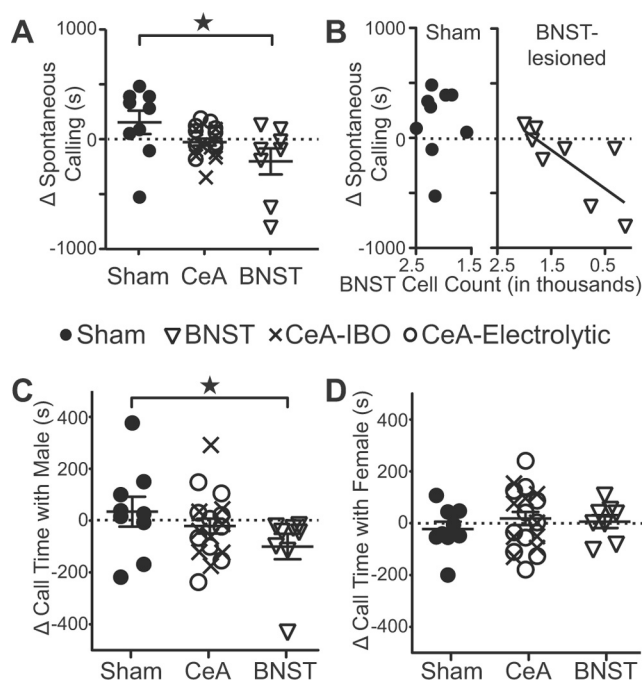 A
Δ Spontaneous
Calling (s)
1000
0
-1000
★
Sham CeA BNST
B
Δ Spontaneous
Calling (s)
1000
0
-1000
Sham
BNST-
lesioned
2.5 1.5 2.5 1.5 0.5
BNST Cell Count (in thousands)
Sham BNST CeA-IBO CeA-Electrolytic
C
Δ Call Time with Male (s)
400
200
0
-200
-400
★
Sham CeA BNST
D
Δ Call Time with Female (s)
400
200
0
-200
-400
Sham CeA BNST